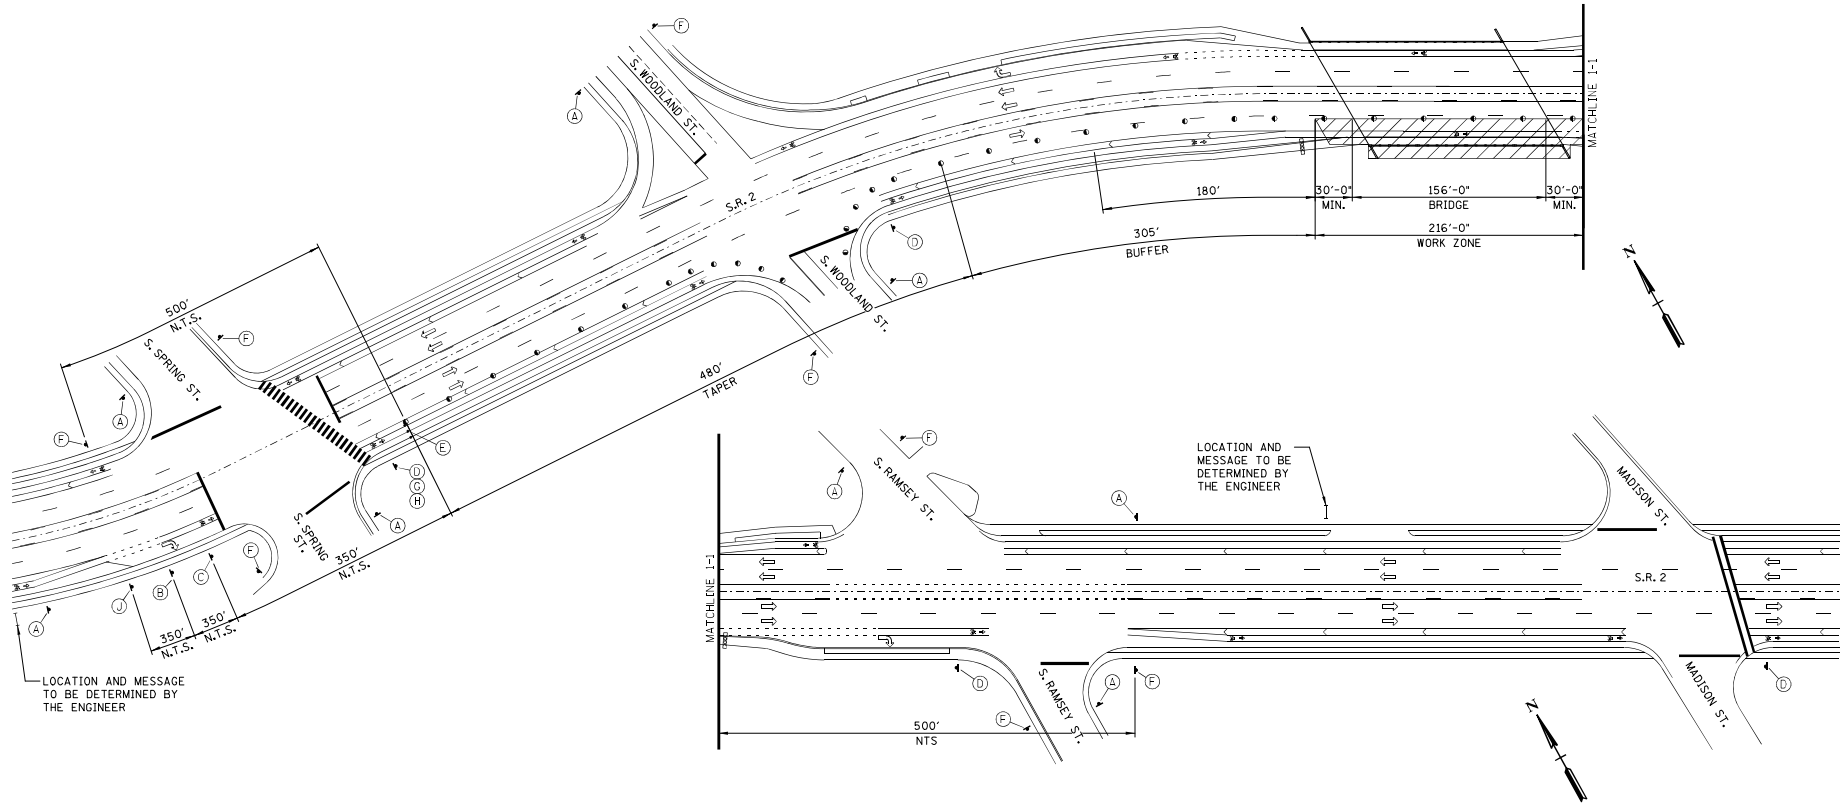 F
S. WOODLAND ST.
A
MATCHLINE 1-1
S.R. 2
180'
30'-0"
MIN.
156'-0"
BRIDGE
30'-0"
MIN.
216'-0"
WORK ZONE
305'
BUFFER
D
A
S. WOODLAND ST.
N
500'
N.T.S.
F
S. SPRING ST.
A
F
480'
TAPER
F
E
D
G
H
A
S. SPRING
ST.
350'
N.T.S.
F
C
B
J
A
350'
N.T.S.
350'
N.T.S.
LOCATION AND MESSAGE
TO BE DETERMINED BY
THE ENGINEER
MATCHLINE 1-1
F
S. RAMSEY ST.
A
A
LOCATION AND
MESSAGE TO BE
DETERMINED BY
THE ENGINEER
MADISON ST.
S.R. 2
D
S. RAMSEY ST.
A
F
F
MADISON ST.
D
500'
NTS
N